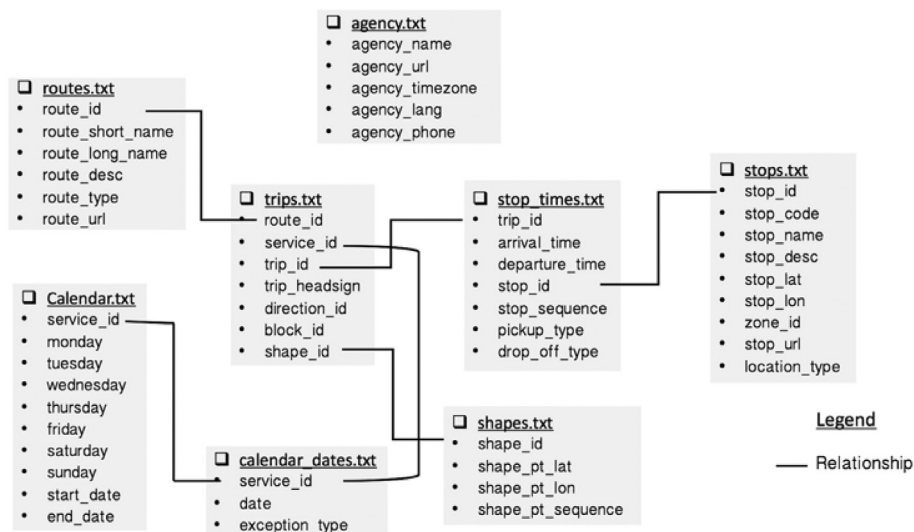 agency.txt
agency_name
agency_url
agency_timezone
agency_lang
agency_phone
routes.txt
route_id
route_short_name
route_long_name
route_desc
route_type
route_url
trips.txt
route_id
service_id
trip_id
trip_headsign
direction_id
block_id
shape_id
stop_times.txt
trip_id
arrival_time
departure_time
stop_id
stop_sequence
pickup_type
drop_off_type
stops.txt
stop_id
stop_code
stop_name
stop_desc
stop_lat
stop_lon
zone_id
stop_url
location_type
Calendar.txt
service_id
monday
tuesday
wednesday
thursday
friday
saturday
sunday
start_date
end_date
calendar_dates.txt
service_id
date
exception_type
shapes.txt
shape_id
shape_pt_lat
shape_pt_lon
shape_pt_sequence
Legend
Relationship